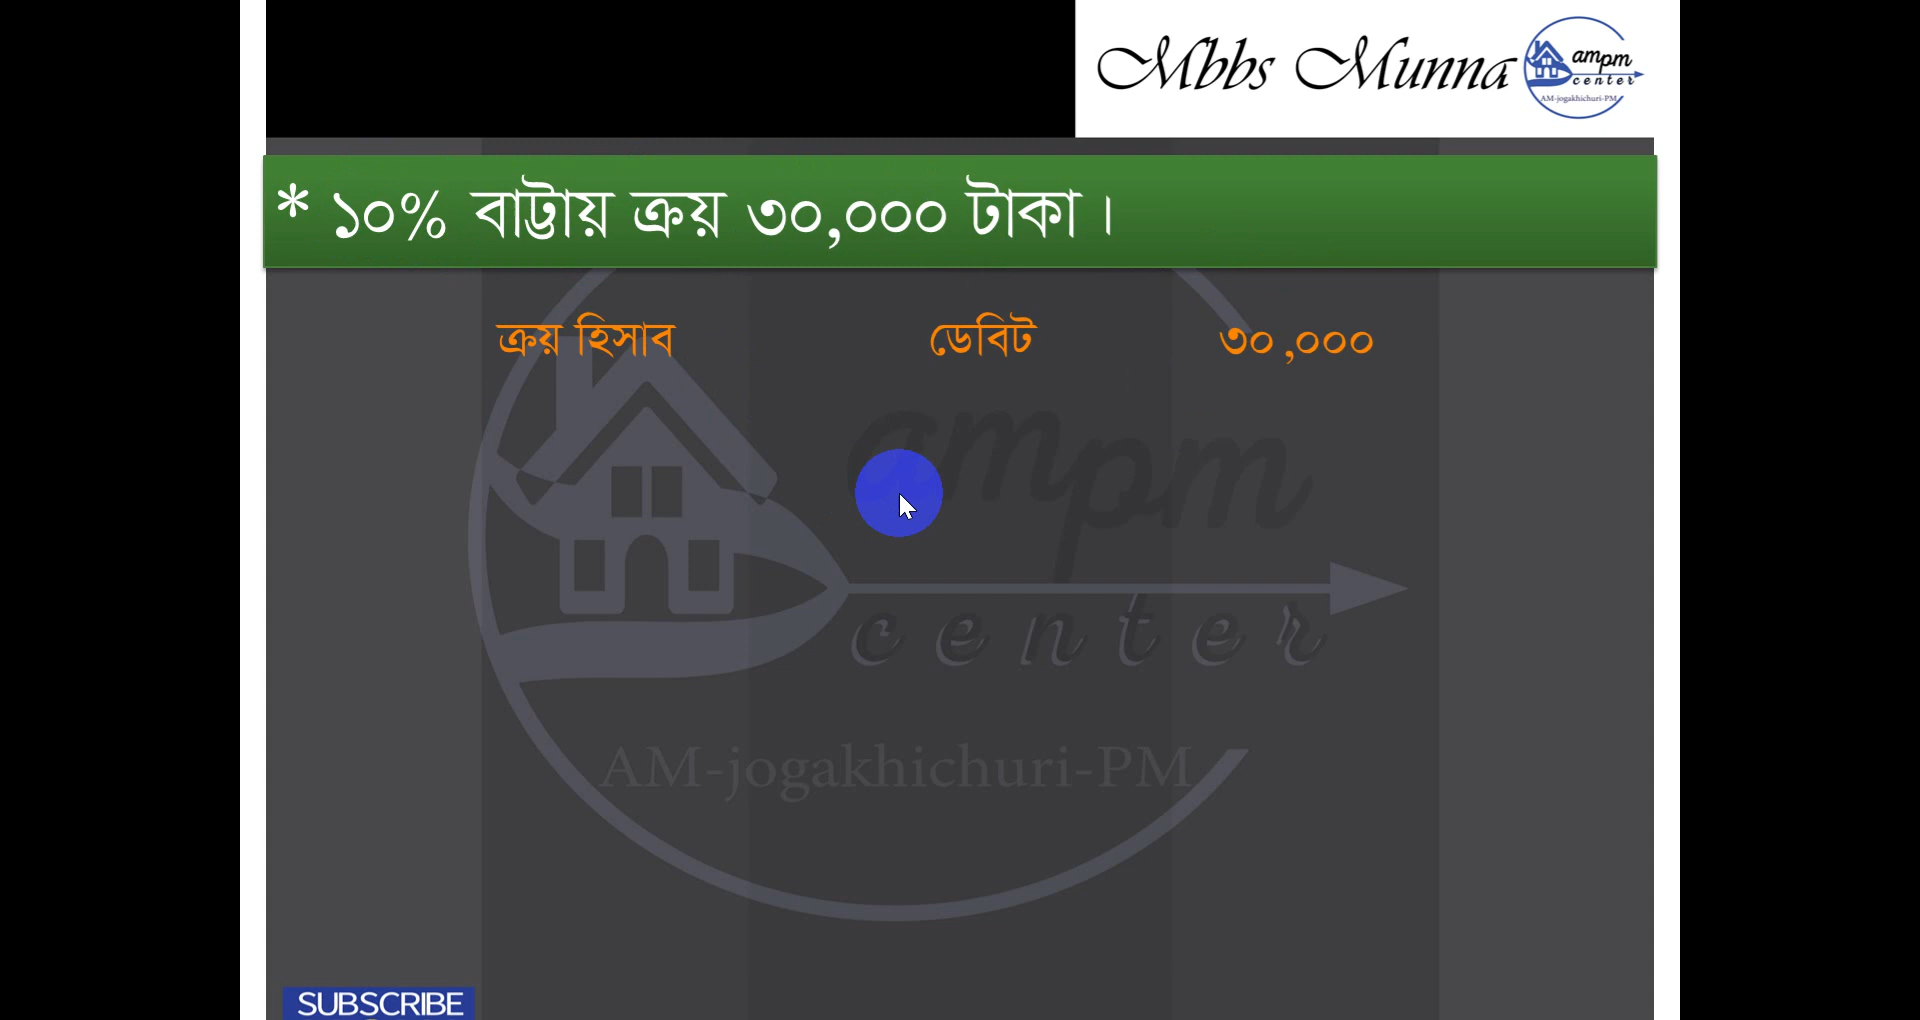 Mbbs Munna
ampm
center
AM-jogakhichuri-PM
* ১০% বাট্টায় ক্রয় ৩০,০০০ টাকা।
ক্রয় হিসাব ডেবিট ৩০,০০০
ampm
center
AM-jogakhichuri-PM
SUBSCRIBE